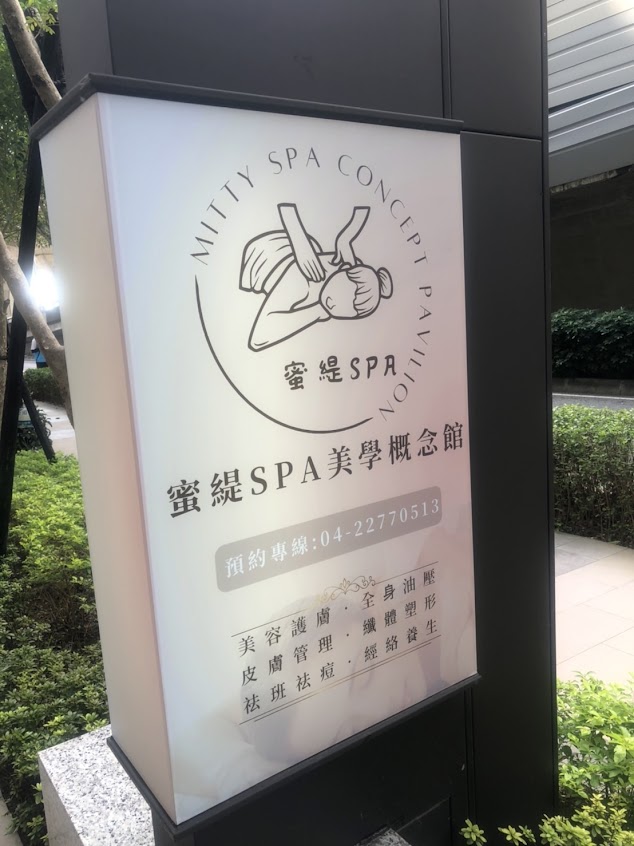 MITTY SPA CONCEPT PAVILION
蜜緹SPA
蜜緹SPA美學概念館
預約專線:04-22770513
美容護膚．全身油壓
皮膚管理．纖體塑形
祛班祛痘．經絡養生